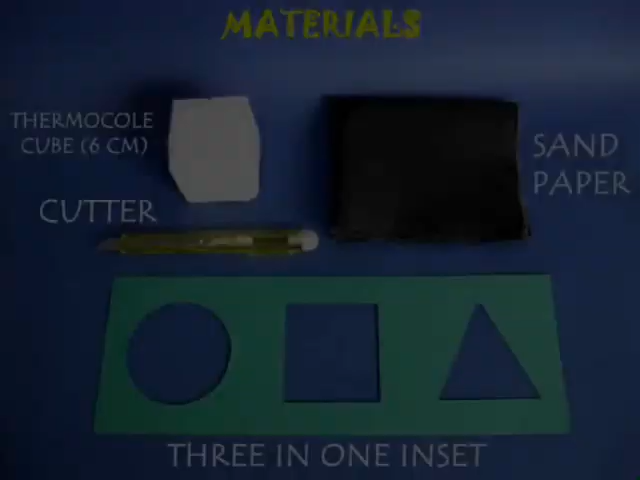 MATERIALS
THERMOCOLE
CUBE (6 CM)
SAND
PAPER
CUTTER
THREE IN ONE INSET